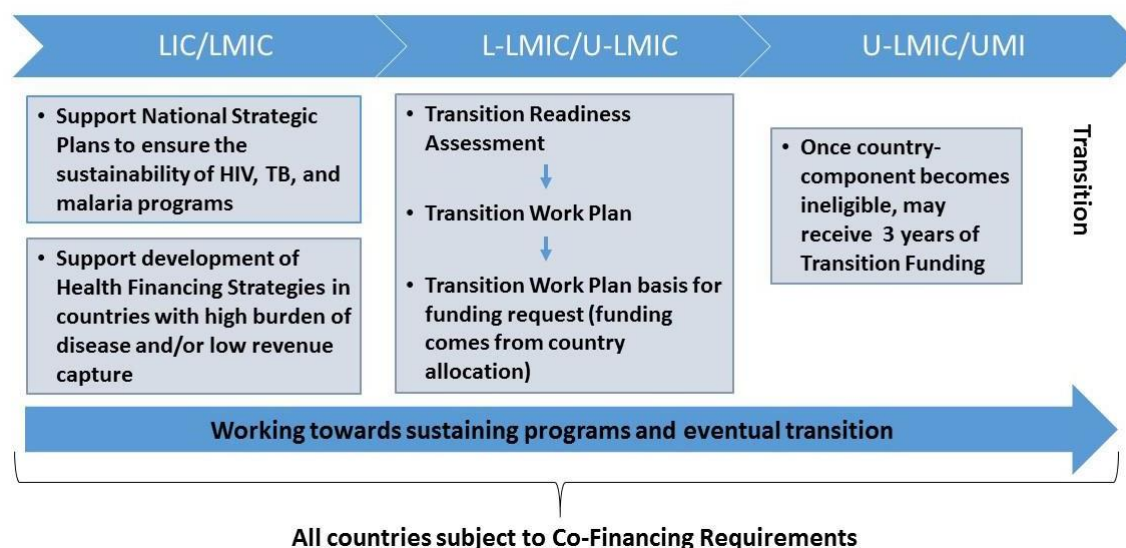 LIC/LMIC
L-LMIC/U-LMIC
U-LMIC/UMI
• Support National Strategic
Plans to ensure the
sustainability of HIV, TB, and
malaria programs
• Support development of
Health Financing Strategies in
countries with high burden of
disease and/or low revenue
capture
• Transition Readiness
Assessment
• Transition Work Plan
• Transition Work Plan basis for
funding request (funding
comes from country
allocation)
• Once country-
component becomes
ineligible, may
receive 3 years of
Transition Funding
Transition
Working towards sustaining programs and eventual transition
All countries subject to Co-Financing Requirements